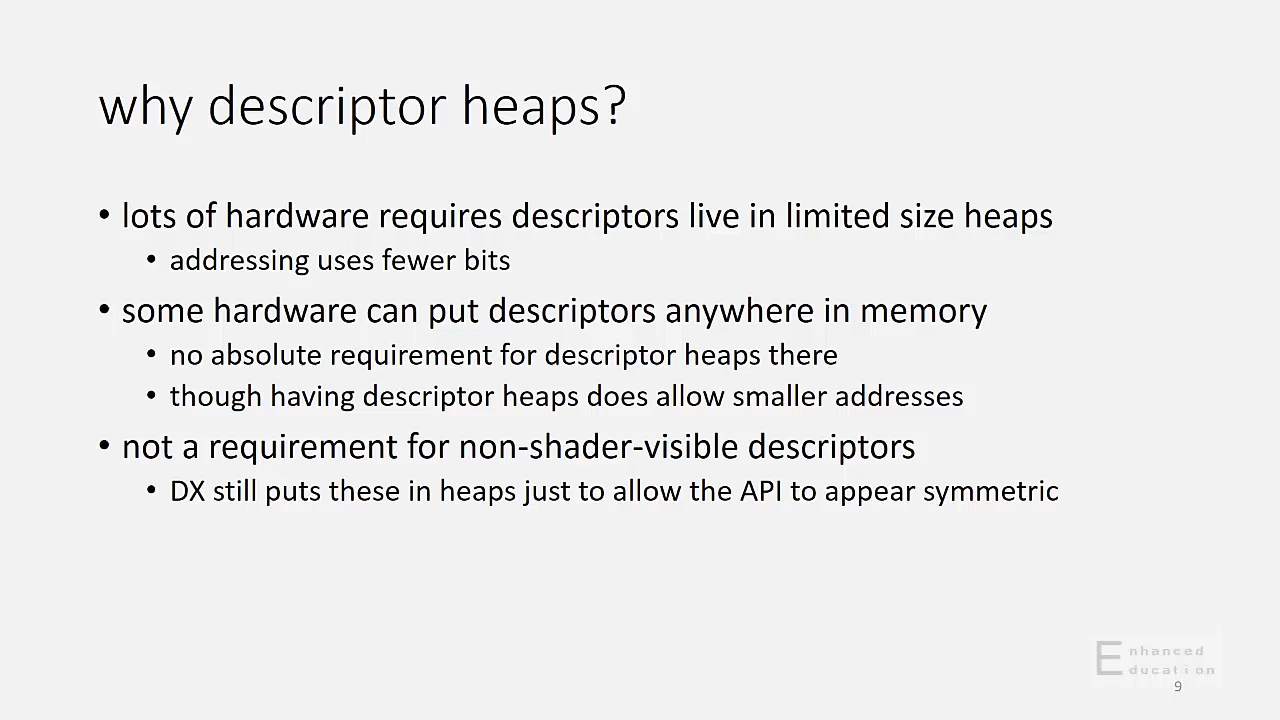 why descriptor heaps?
• lots of hardware requires descriptors live in limited size heaps
• addressing uses fewer bits
• some hardware can put descriptors anywhere in memory
• no absolute requirement for descriptor heaps there
• though having descriptor heaps does allow smaller addresses
• not a requirement for non-shader-visible descriptors
• DX still puts these in heaps just to allow the API to appear symmetric
Enhanced
Education
9